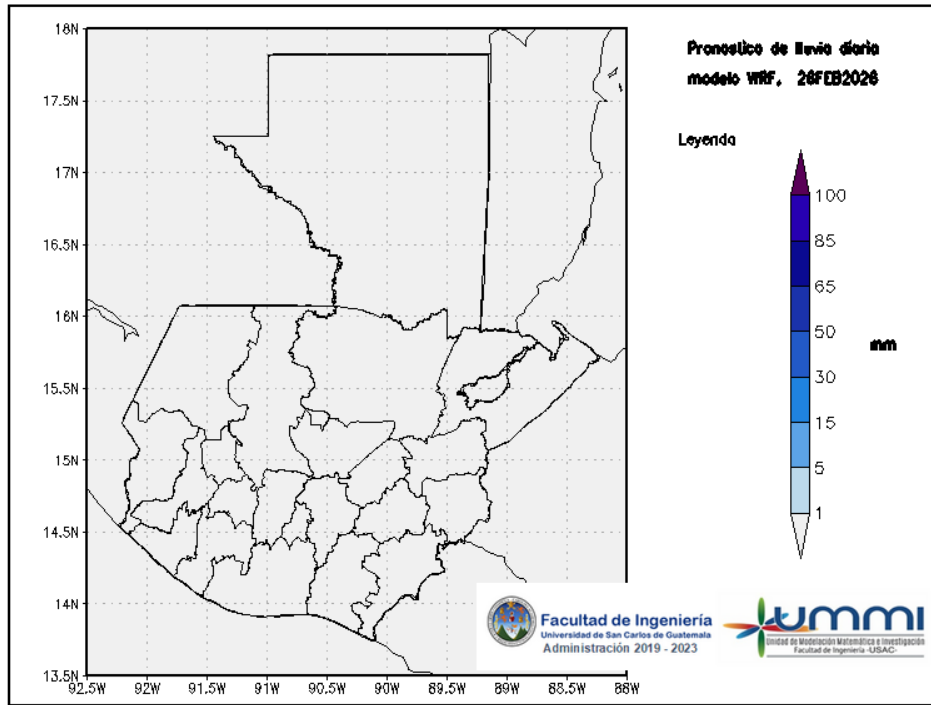 Pronostico de lluvia diaria
modelo WRF, 26FEB2026
Leyenda
100
85
65
50
30
15
5
1
mm
18N
17.5N
17N
16.5N
16N
15.5N
15N
14.5N
14N
13.5N
92.5W 92W 91.5W 91W 90.5W 90W 89.5W 89W 88.5W 88W
Facultad de Ingeniería
Universidad de San Carlos de Guatemala
Administración 2019 - 2023
ummi
Unidad de Modelación Matemática e Investigación
Facultad de Ingeniería -USAC-